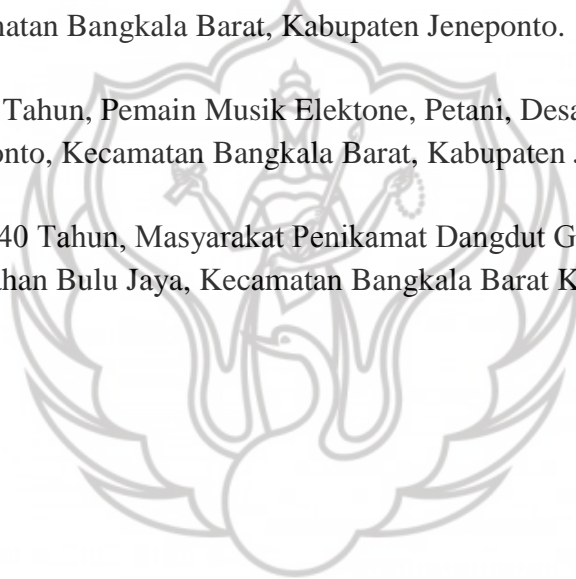 matan Bangkala Barat, Kabupaten Jeneponto.
Tahun, Pemain Musik Elektone, Petani, Desa
onto, Kecamatan Bangkala Barat, Kabupaten J
40 Tahun, Masyarakat Penikamat Dangdut G
ahan Bulu Jaya, Kecamatan Bangkala Barat K